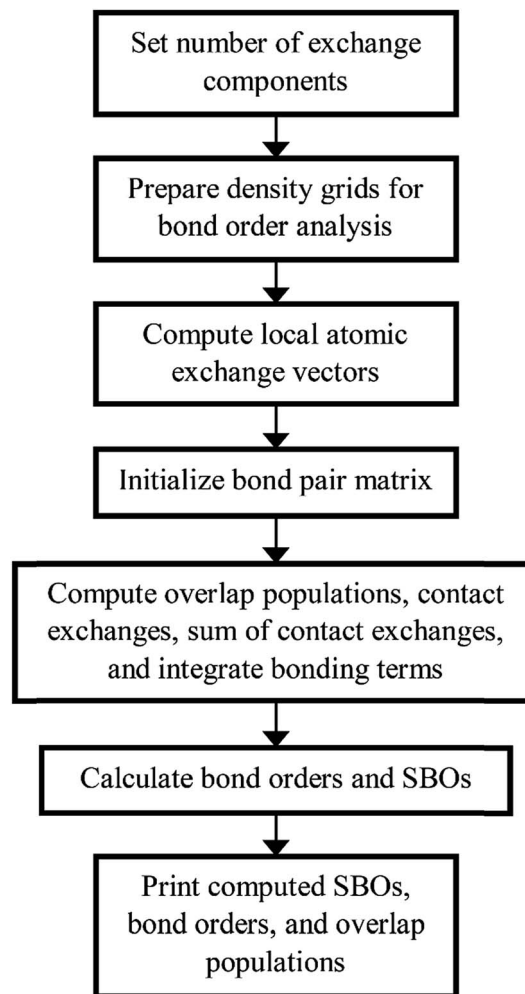 Set number of exchange
components
Prepare density grids for
bond order analysis
Compute local atomic
exchange vectors
Initialize bond pair matrix
Compute overlap populations, contact
exchanges, sum of contact exchanges,
and integrate bonding terms
Calculate bond orders and SBOs
Print computed SBOs,
bond orders, and overlap
populations